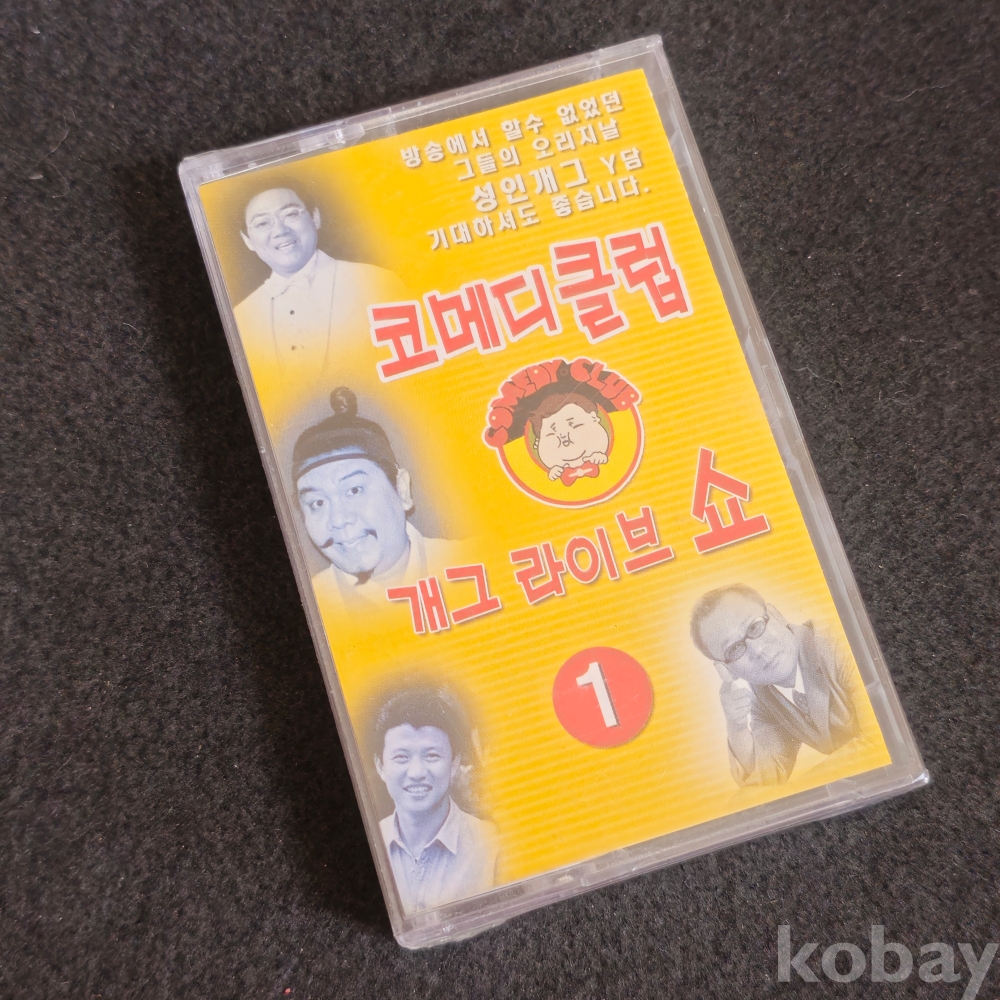 방송에서 할수 없었던
그들의 오리지날
성인개그 Y담
기대하셔도 좋습니다.
코메디클럽
COMEDY CLUB
개그 라이브 쇼
1
kobay